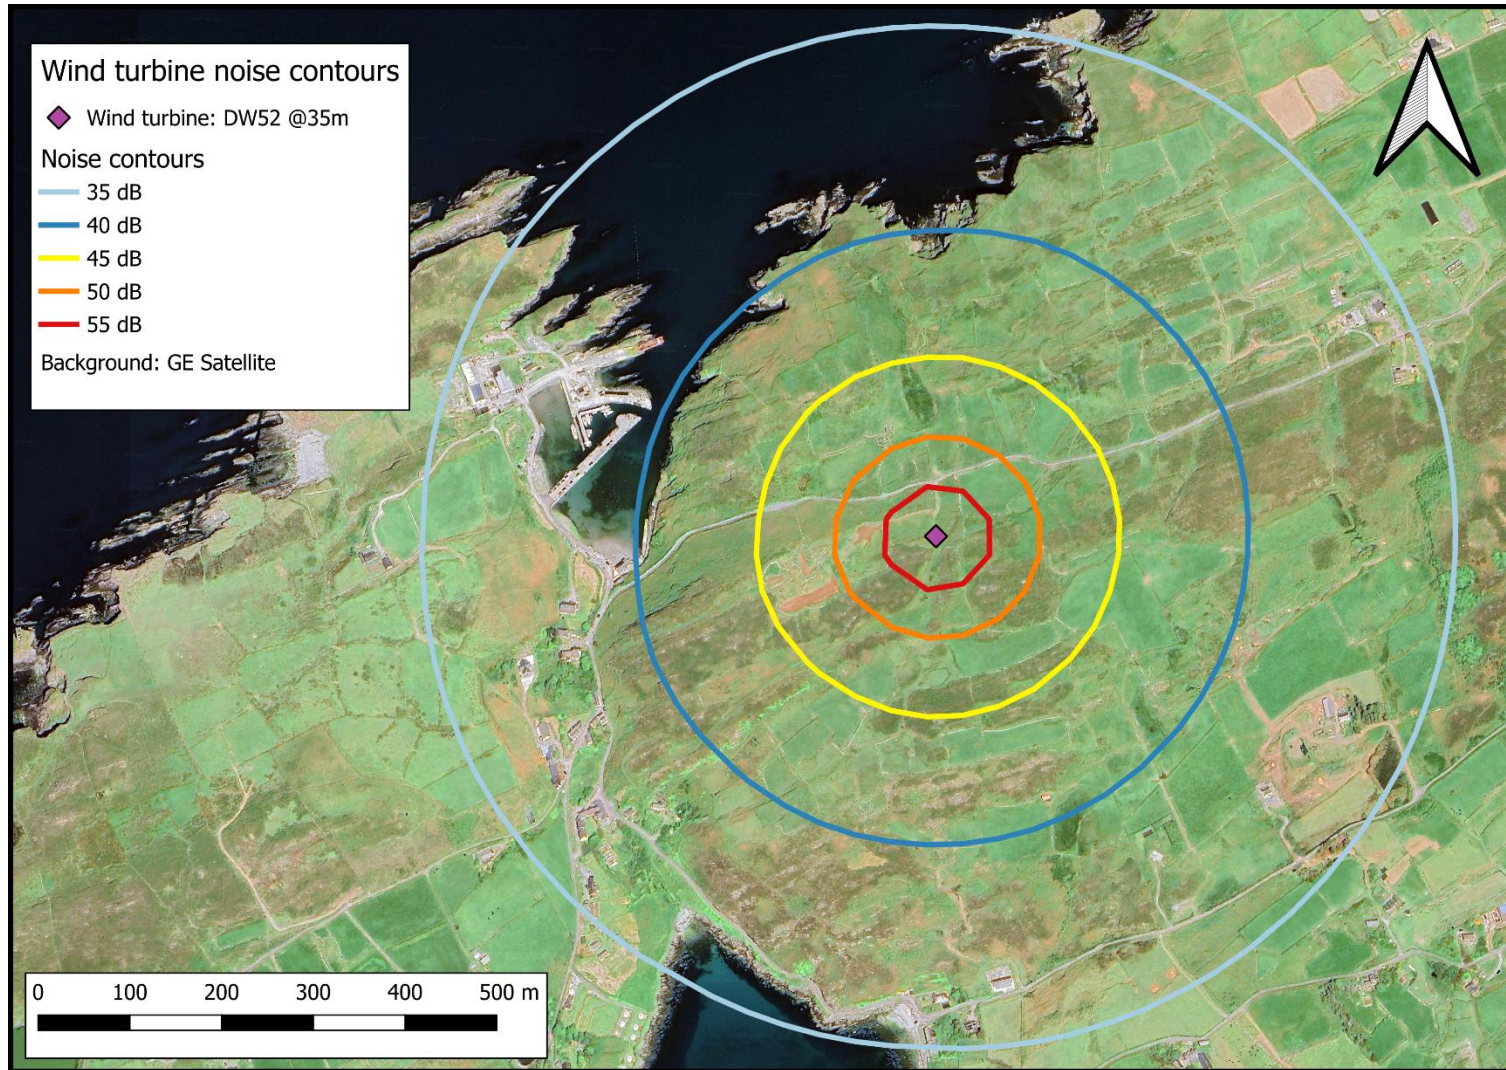 Wind turbine noise contours
Wind turbine: DW52 @35m
Noise contours
35 dB
40 dB
45 dB
50 dB
55 dB
Background: GE Satellite
0 100 200 300 400 500 m